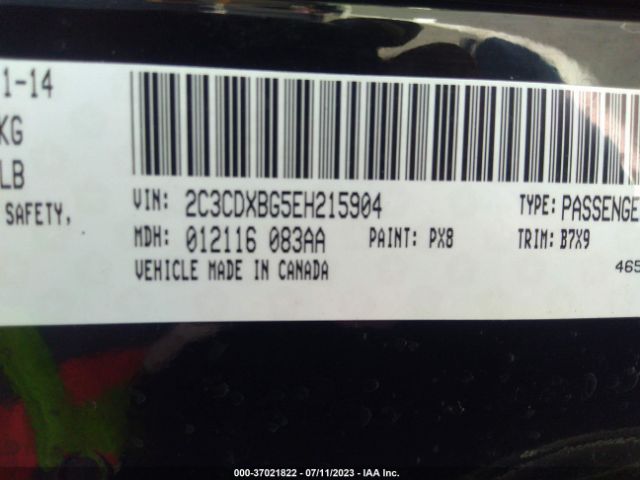 1-14
KG
LB
SAFETY,
VIN: 2C3CDXBG5EH215904 TYPE: PASSENGE
MDH: 012116 083AA PAINT: PX8 TRIM: B7X9
VEHICLE MADE IN CANADA 465
000-37021822 - 07/11/2023 - IAA Inc.